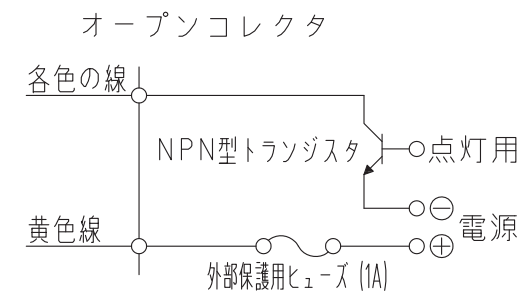 オープンコレクタ
各色の線
NPN型トランジスタ
点灯用
⊖
電源
黄色線
⊕
外部保護用ヒューズ (1A)